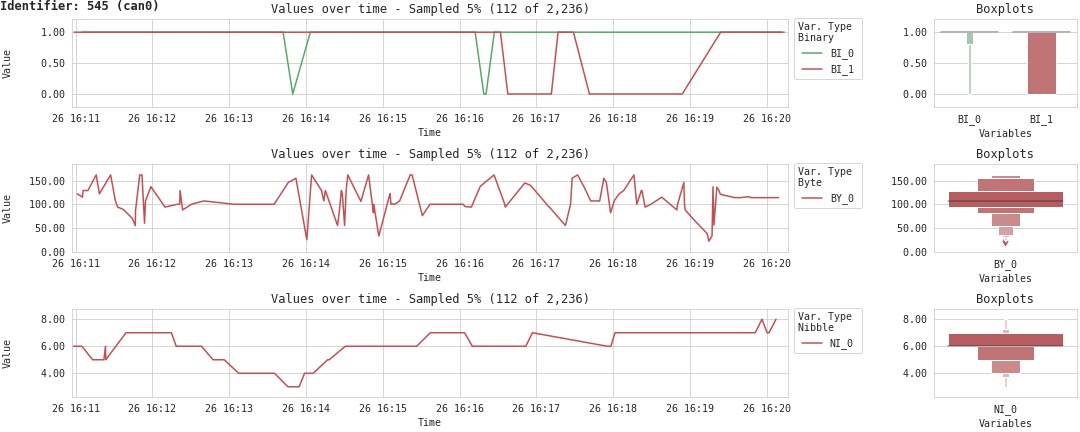 Identifier: 545 (can0)
Values over time - Sampled 5% (112 of 2,236)
Value
1.00
0.50
0.00
26 16:11 26 16:12 26 16:13 26 16:14 26 16:15 26 16:16 26 16:17 26 16:18 26 16:19 26 16:20
Time
Var. Type
Binary
BI_0
BI_1
Boxplots
1.00
0.50
0.00
BI_0 BI_1
Variables
Values over time - Sampled 5% (112 of 2,236)
Value
150.00
100.00
50.00
0.00
26 16:11 26 16:12 26 16:13 26 16:14 26 16:15 26 16:16 26 16:17 26 16:18 26 16:19 26 16:20
Time
Var. Type
Byte
BY_0
Boxplots
150.00
100.00
50.00
0.00
BY_0
Variables
Values over time - Sampled 5% (112 of 2,236)
Value
8.00
6.00
4.00
26 16:11 26 16:12 26 16:13 26 16:14 26 16:15 26 16:16 26 16:17 26 16:18 26 16:19 26 16:20
Time
Var. Type
Nibble
NI_0
Boxplots
8.00
6.00
4.00
NI_0
Variables